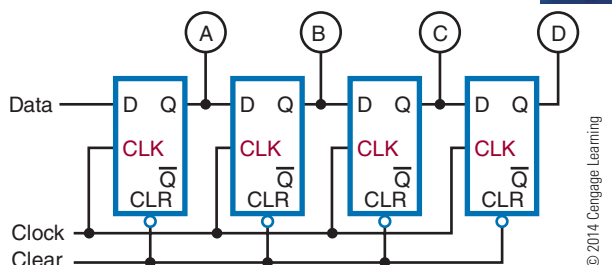 A B C D
Data D Q D Q D Q D Q
CLK CLK CLK CLK
Q̅ Q̅ Q̅ Q̅
CLR CLR CLR CLR
Clock
Clear
© 2014 Cengage Learning